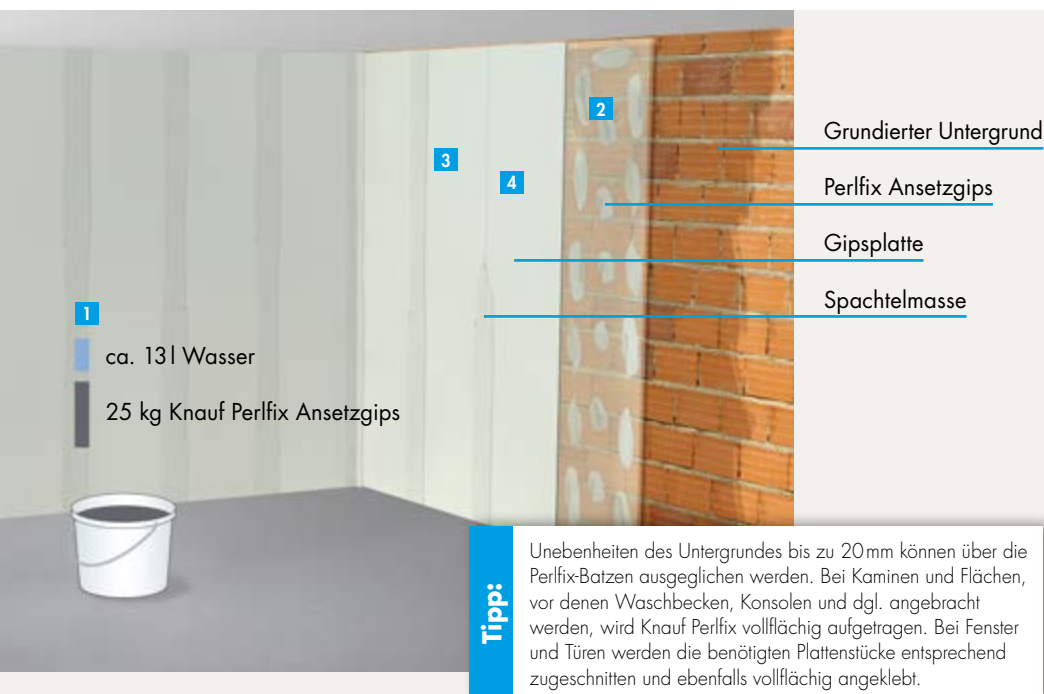 2
Grundierter Untergrund
3
4
Perlfix Ansetzgips
Gipsplatte
Spachtelmasse
1
ca. 13 l Wasser
25 kg Knauf Perlfix Ansetzgips
Tipp:
Unebenheiten des Untergrundes bis zu 20 mm können über die
Perlfix-Batzen ausgeglichen werden. Bei Kaminen und Flächen,
vor denen Waschbecken, Konsolen und dgl. angebracht
werden, wird Knauf Perlfix vollflächig aufgetragen. Bei Fenster
und Türen werden die benötigten Plattenstücke entsprechend
zugeschnitten und ebenfalls vollflächig angeklebt.